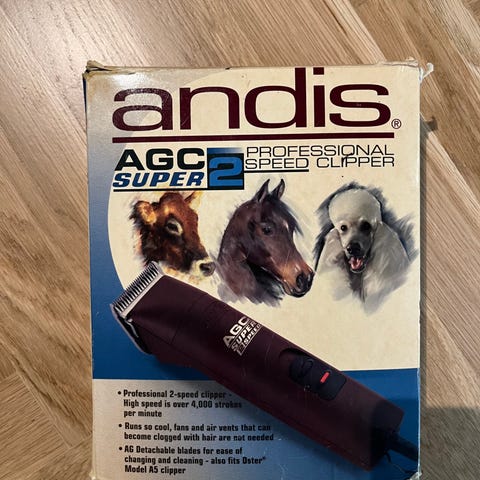 andis®
AGC
SUPER 2
PROFESSIONAL
SPEED CLIPPER
AGC
SUPER
2 SPEED
• Professional 2-speed clipper -
High speed is over 4,000 strokes
per minute
• Runs so cool, fans and air vents that can
become clogged with hair are not needed
• AG Detachable blades for ease of
changing and cleaning - also fits Oster®
Model A5 clipper